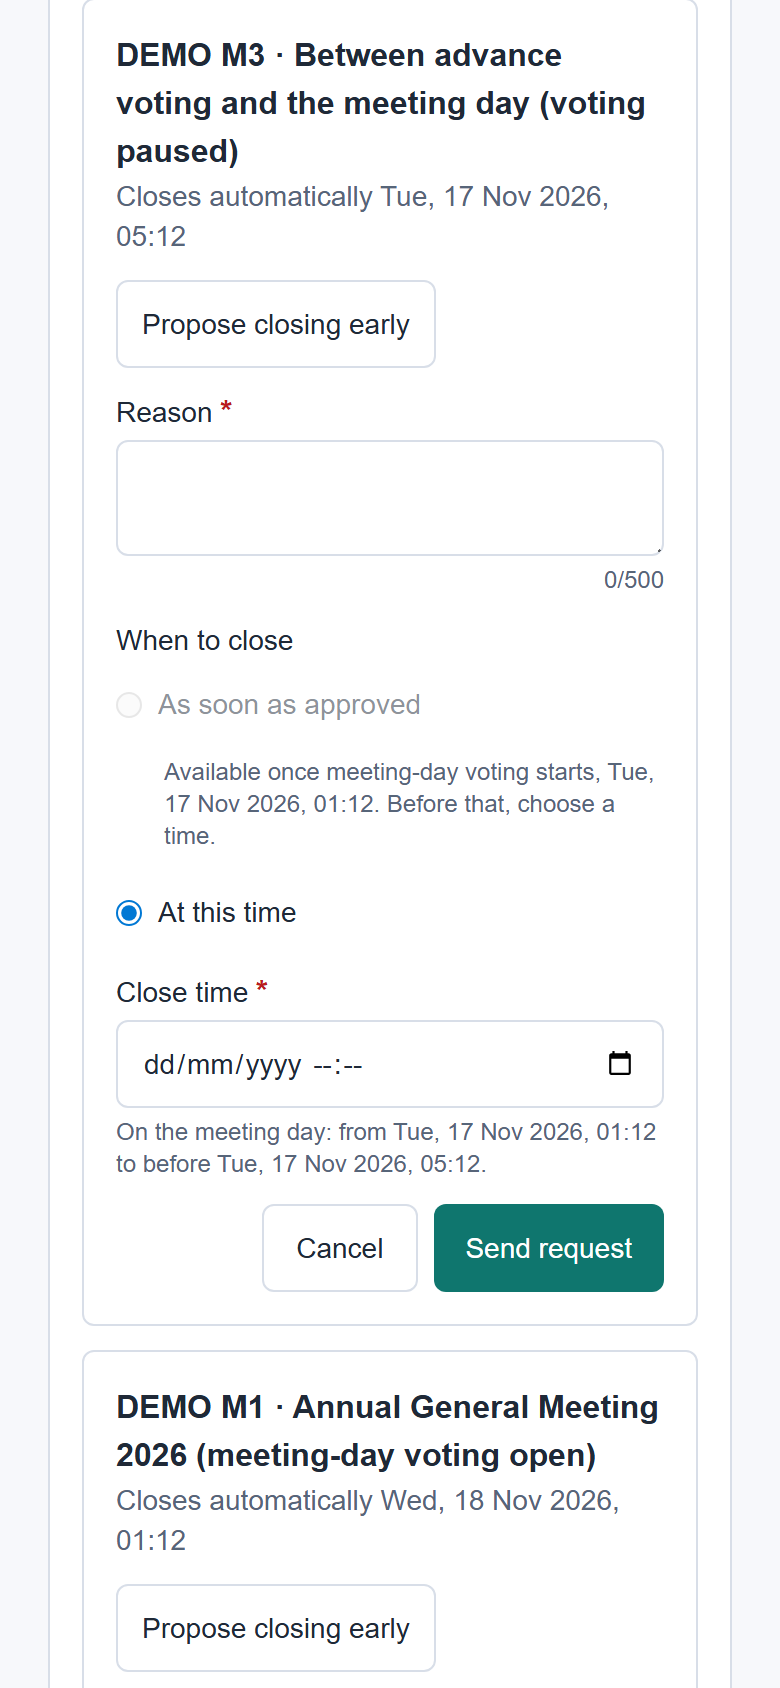 DEMO M3 · Between advance
voting and the meeting day (voting
paused)
Closes automatically Tue, 17 Nov 2026,
05:12
Propose closing early
Reason *
0/500
When to close
As soon as approved
Available once meeting-day voting starts, Tue,
17 Nov 2026, 01:12. Before that, choose a
time.
At this time
Close time *
dd/mm/yyyy --:--
On the meeting day: from Tue, 17 Nov 2026, 01:12
to before Tue, 17 Nov 2026, 05:12.
Cancel
Send request
DEMO M1 · Annual General Meeting
2026 (meeting-day voting open)
Closes automatically Wed, 18 Nov 2026,
01:12
Propose closing early